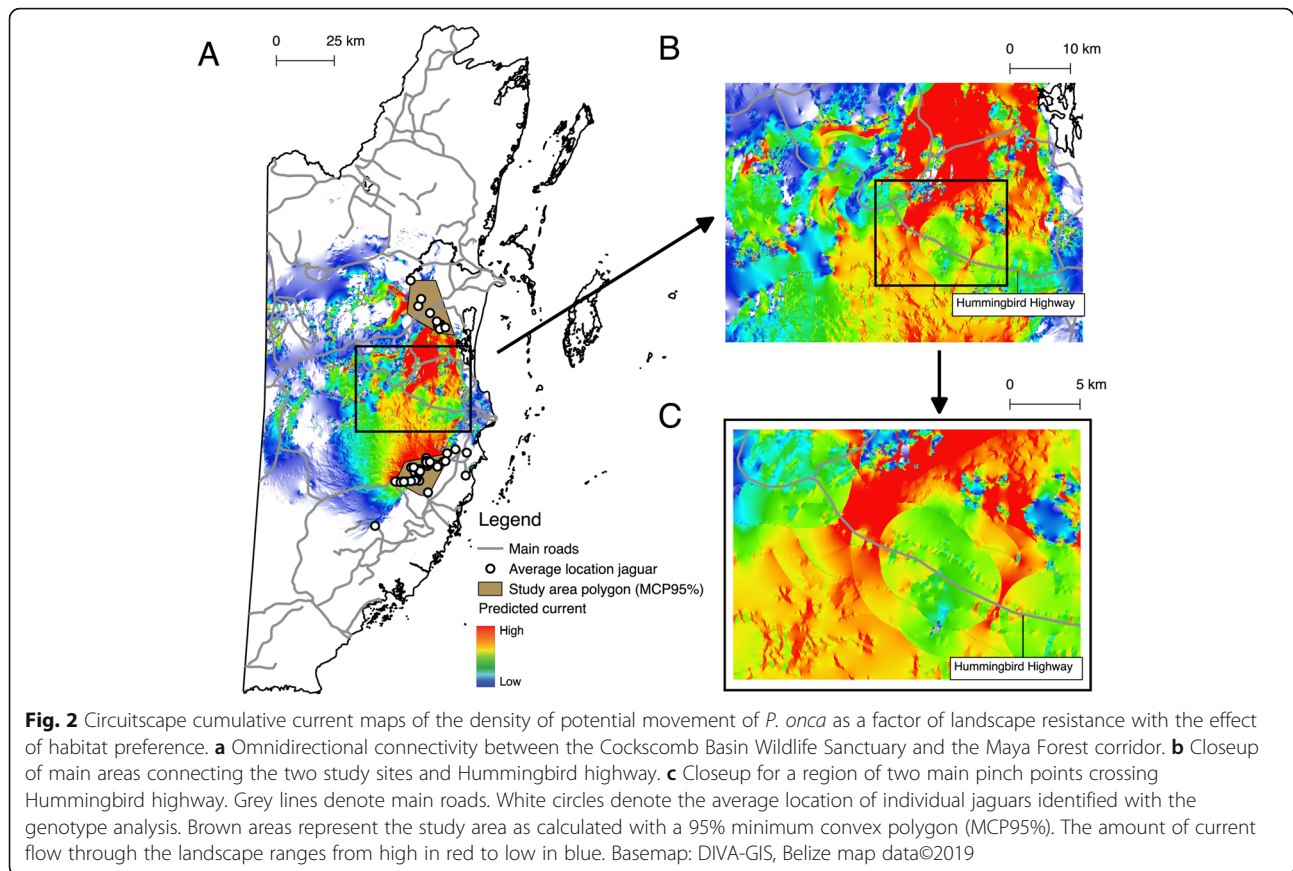 A
0 25 km
B
0 10 km
Hummingbird Highway
C
0 5 km
Hummingbird Highway
Legend
Main roads
Average location jaguar
Study area polygon (MCP95%)
Predicted current
High
Low
Fig. 2 Circuitscape cumulative current maps of the density of potential movement of P. onca as a factor of landscape resistance with the effect
of habitat preference. a Omnidirectional connectivity between the Cockscomb Basin Wildlife Sanctuary and the Maya Forest corridor. b Closeup
of main areas connecting the two study sites and Hummingbird highway. c Closeup for a region of two main pinch points crossing
Hummingbird highway. Grey lines denote main roads. White circles denote the average location of individual jaguars identified with the
genotype analysis. Brown areas represent the study area as calculated with a 95% minimum convex polygon (MCP95%). The amount of current
flow through the landscape ranges from high in red to low in blue. Basemap: DIVA-GIS, Belize map data©2019